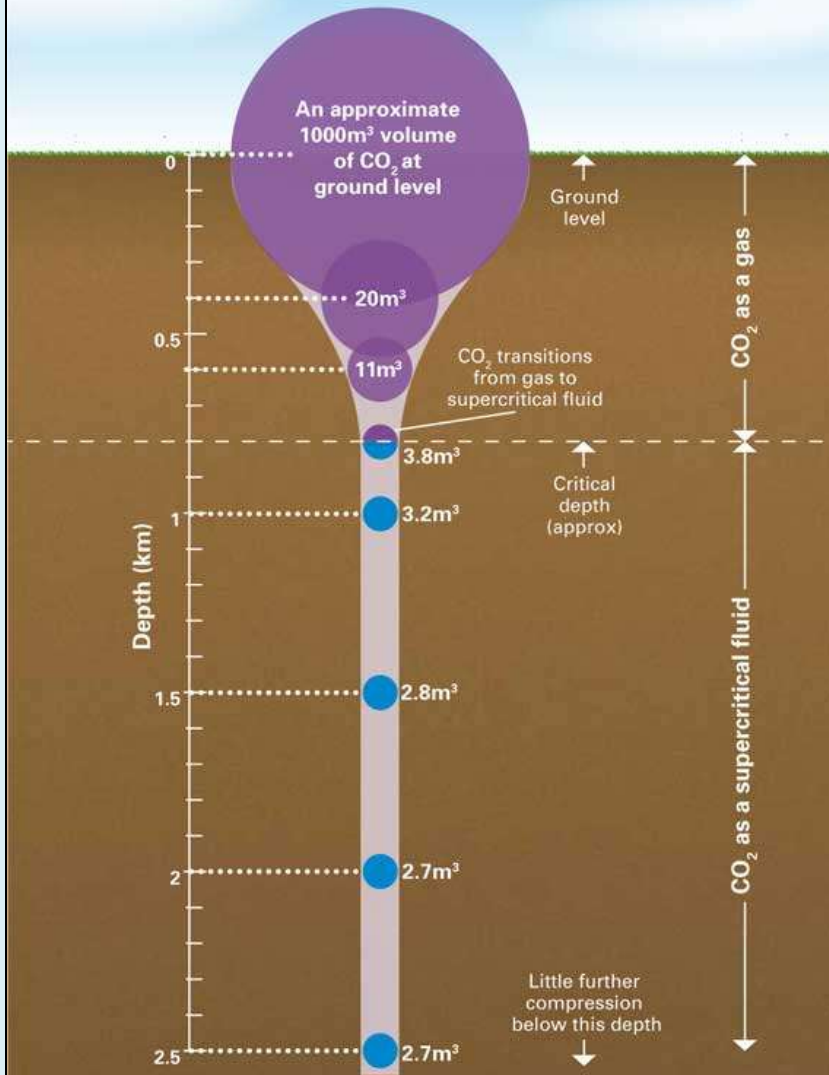 An approximate
1000m³ volume
of CO₂ at
ground level
0
Ground
level
CO₂ as a gas
20m³
0.5
11m³
CO₂ transitions
from gas to
supercritical fluid
3.8m³
Critical
depth
(approx)
1
3.2m³
Depth (km)
1.5
2.8m³
CO₂ as a supercritical fluid
2
2.7m³
Little further
compression
below this depth
2.5
2.7m³